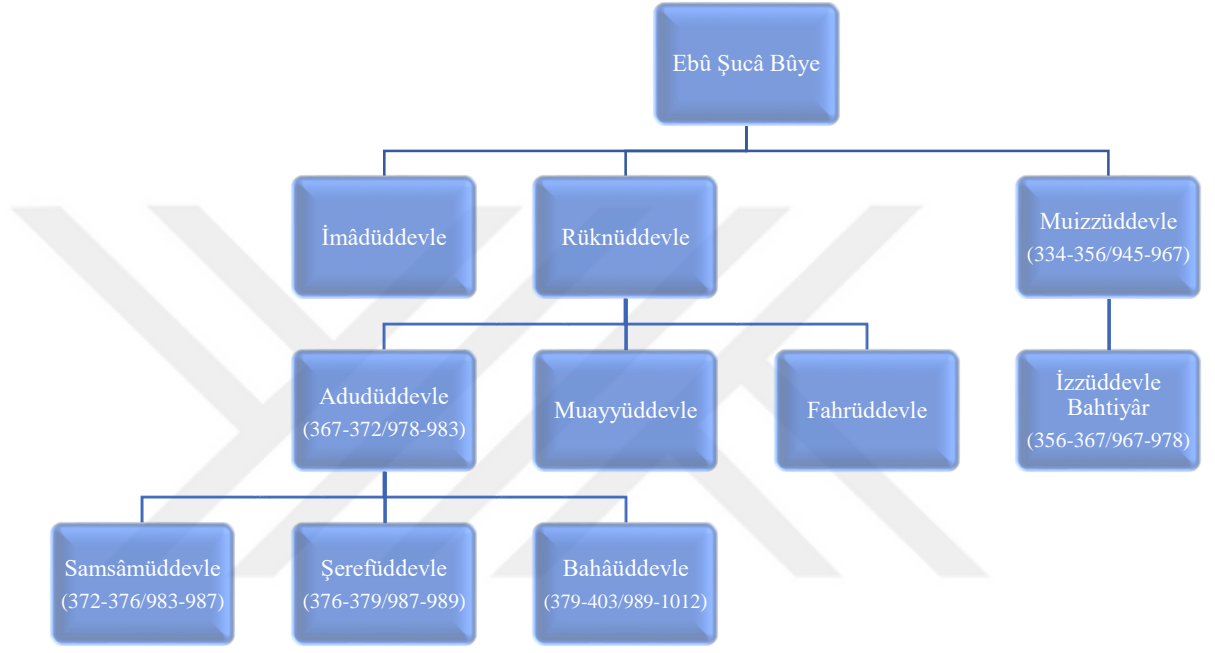 Ebû Şucâ Bûye
İmâdüddevle
Rüknüddevle
Muizzüddevle
(334-356/945-967)
Adudüddevle
(367-372/978-983)
Muayyüddevle
Fahrüddevle
İzzüddevle
Bahtiyâr
(356-367/967-978)
Samsâmüddevle
(372-376/983-987)
Şerefüddevle
(376-379/987-989)
Bahâüddevle
(379-403/989-1012)